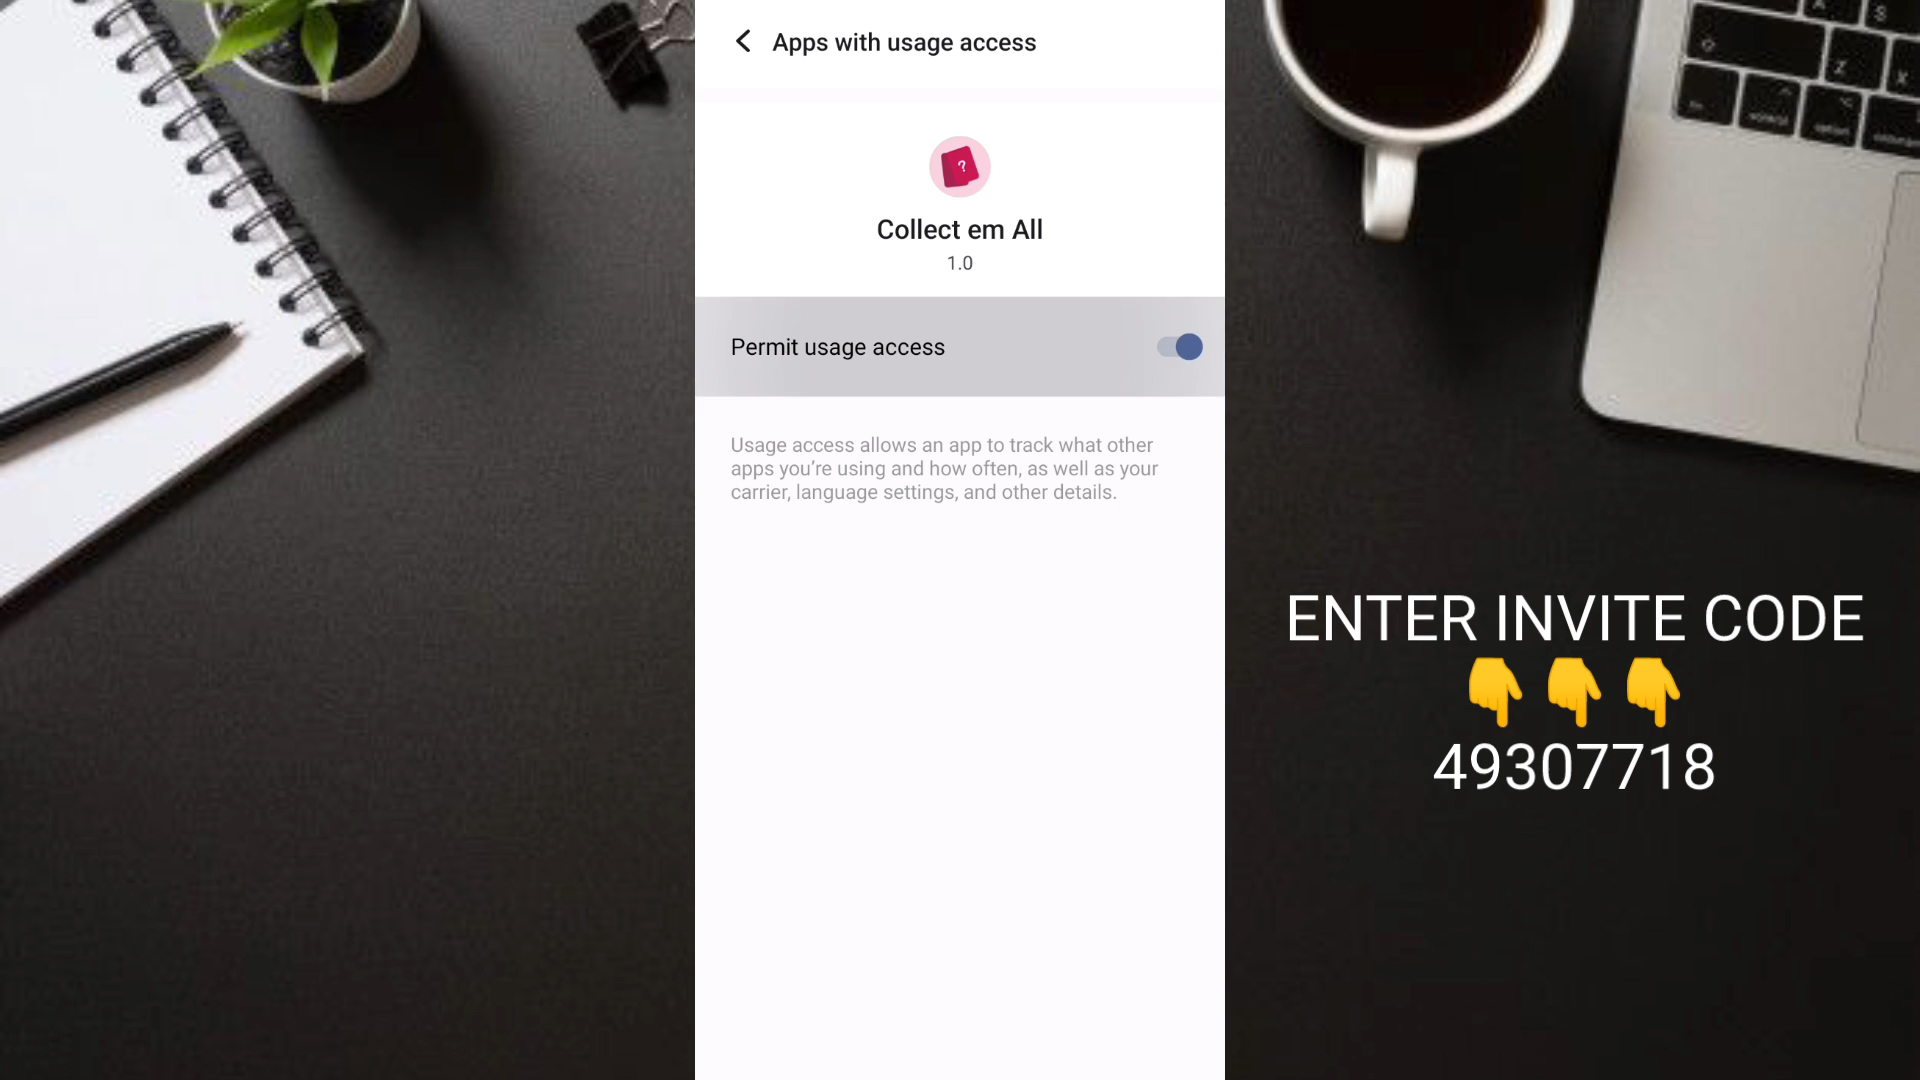 Apps with usage access
?
Collect em All
1.0
Permit usage access
Usage access allows an app to track what other
apps you're using and how often, as well as your
carrier, language settings, and other details.
A
S
Z
X
control
option
ENTER INVITE CODE
👇👇👇
49307718